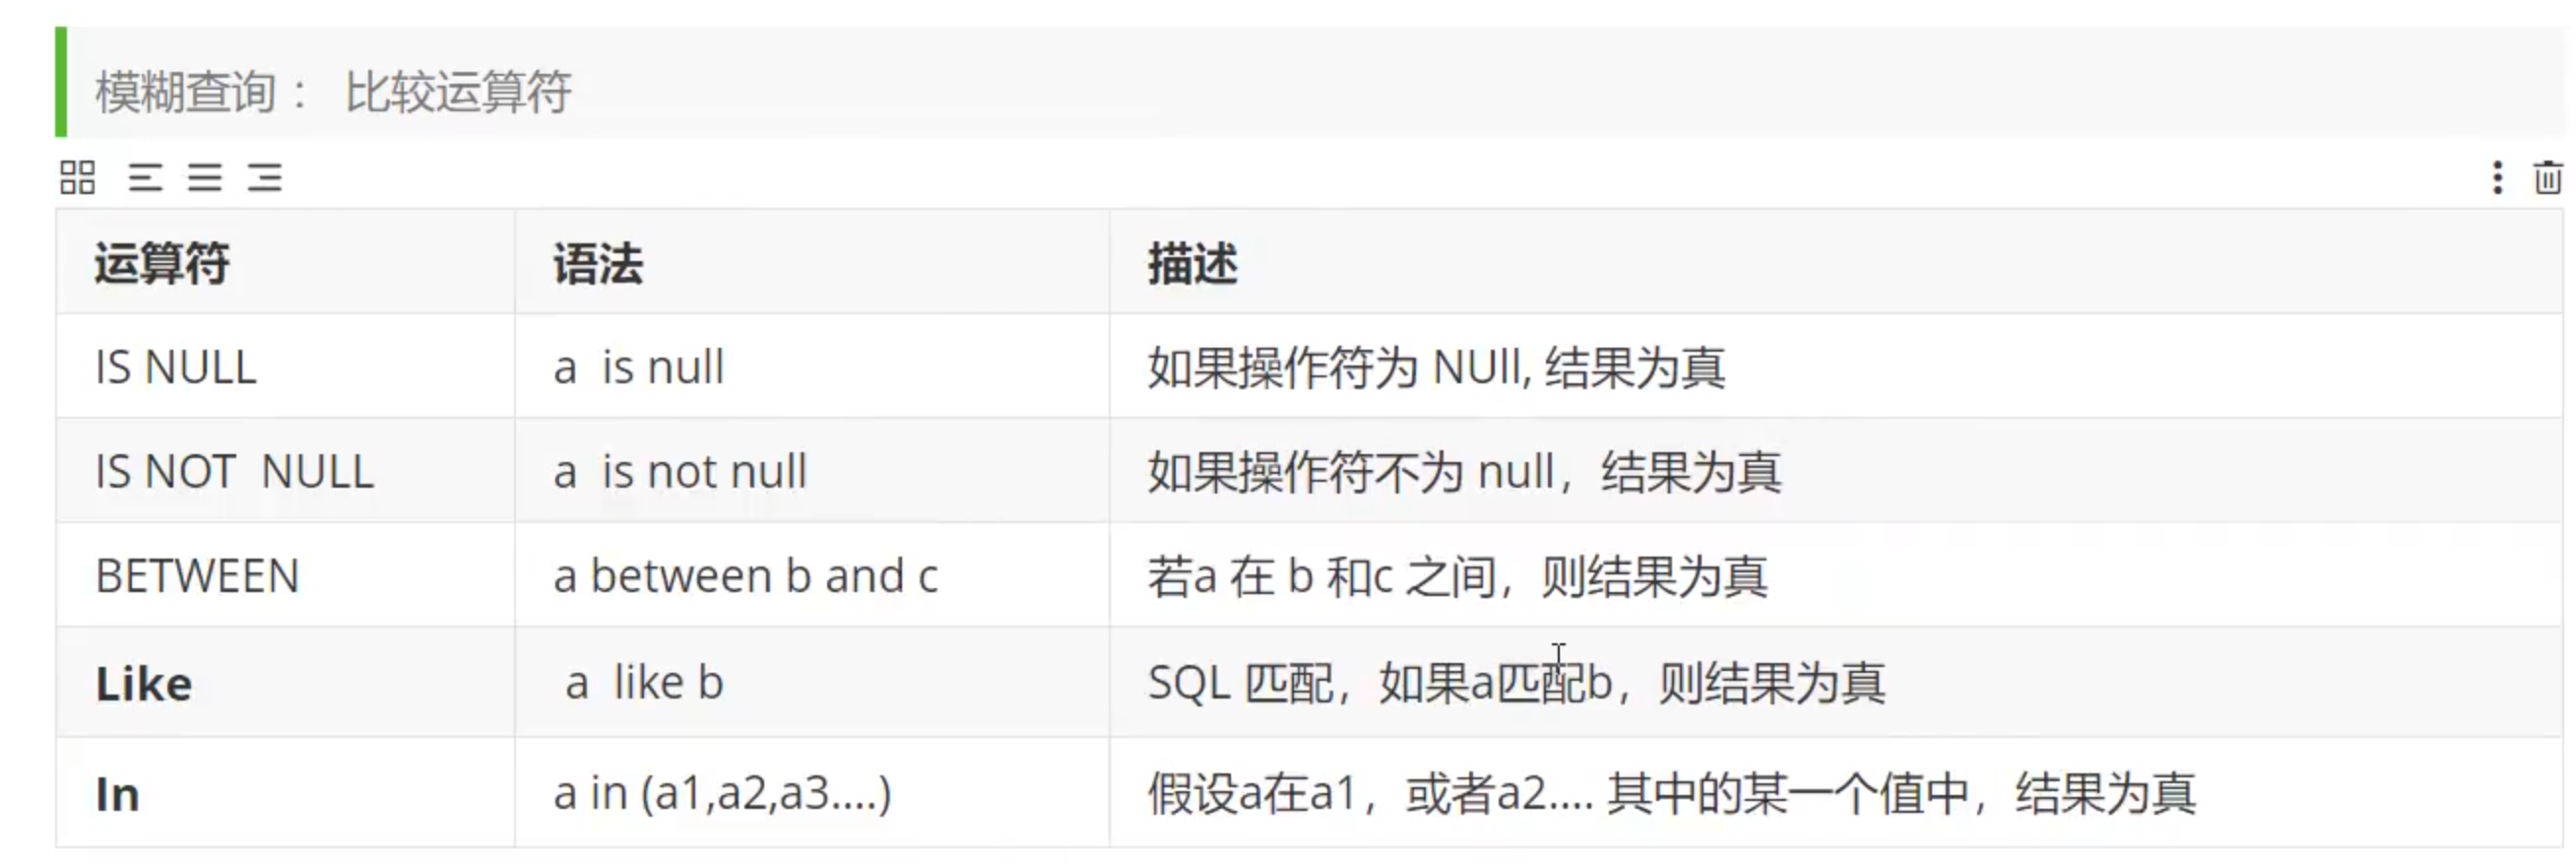 模糊查询： 比较运算符
运算符 语法 描述
IS NULL a is null 如果操作符为 NUll, 结果为真
IS NOT NULL a is not null 如果操作符不为 null，结果为真
BETWEEN a between b and c 若a 在 b 和c 之间，则结果为真
Like a like b SQL 匹配，如果a匹配b，则结果为真
In a in (a1,a2,a3....) 假设a在a1，或者a2.... 其中的某一个值中，结果为真